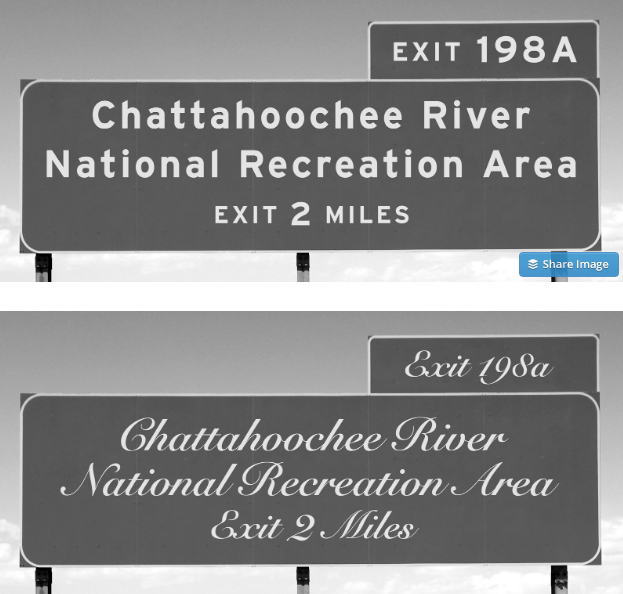 EXIT 198A
Chattahoochee River
National Recreation Area
EXIT 2 MILES
Share Image
Exit 198a
Chattahoochee River
National Recreation Area
Exit 2 Miles